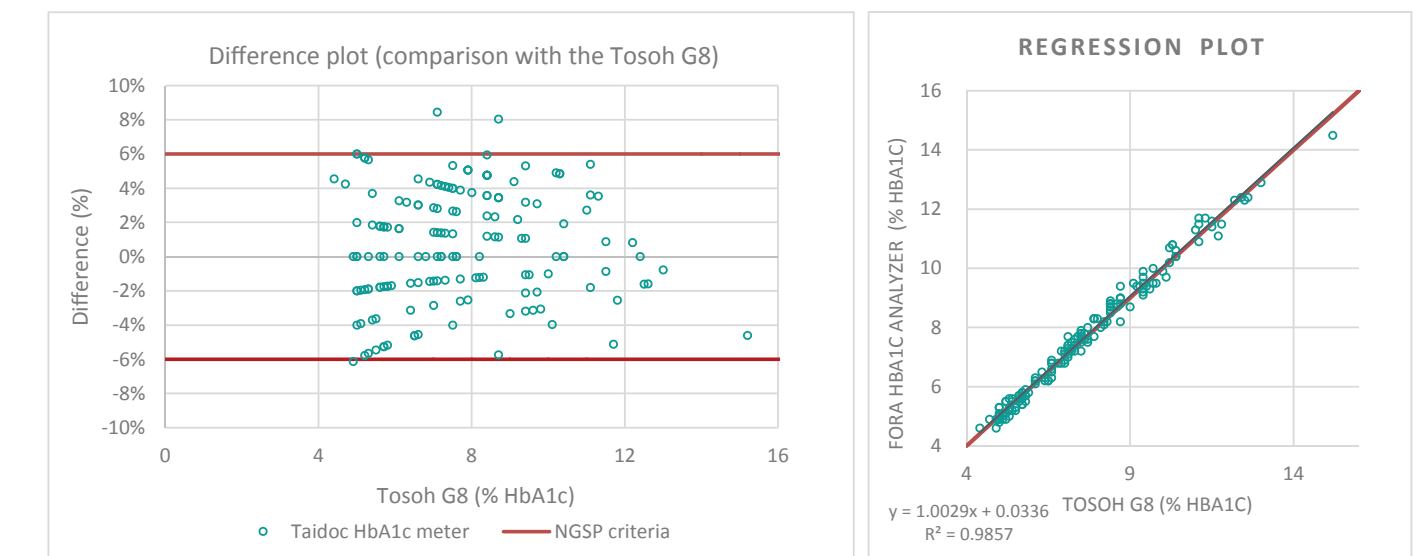 Difference plot (comparison with the Tosoh G8)
10%
8%
6%
4%
2%
0%
-2%
-4%
-6%
-8%
-10%
Difference (%)
0 4 8 12 16
Tosoh G8 (% HbA1c)
Taidoc HbA1c meter NGSP criteria
REGRESSION PLOT
16
14
12
10
8
6
4
FORA HBA1C ANALYZER (% HBA1C)
4 9 14
TOSOH G8 (% HBA1C)
y = 1.0029x + 0.0336
R² = 0.9857